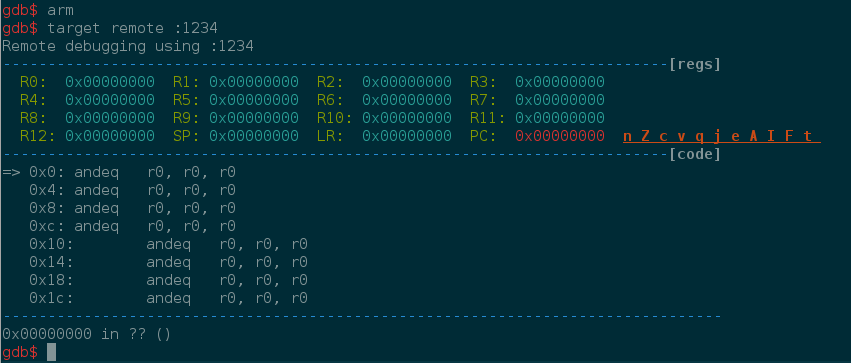 gdb$ arm
gdb$ target remote :1234
Remote debugging using :1234
--------------------------------------------------------------------------[regs]
  R0:  0x00000000  R1: 0x00000000  R2:  0x00000000  R3:  0x00000000
  R4:  0x00000000  R5: 0x00000000  R6:  0x00000000  R7:  0x00000000
  R8:  0x00000000  R9: 0x00000000  R10: 0x00000000  R11: 0x00000000
  R12: 0x00000000  SP: 0x00000000  LR:  0x00000000  PC:  0x00000000  n Z c v q j e A I F t
--------------------------------------------------------------------------[code]
=> 0x0: andeq   r0, r0, r0
   0x4: andeq   r0, r0, r0
   0x8: andeq   r0, r0, r0
   0xc: andeq   r0, r0, r0
   0x10:        andeq   r0, r0, r0
   0x14:        andeq   r0, r0, r0
   0x18:        andeq   r0, r0, r0
   0x1c:        andeq   r0, r0, r0
--------------------------------------------------------------------------------
0x00000000 in ?? ()
gdb$